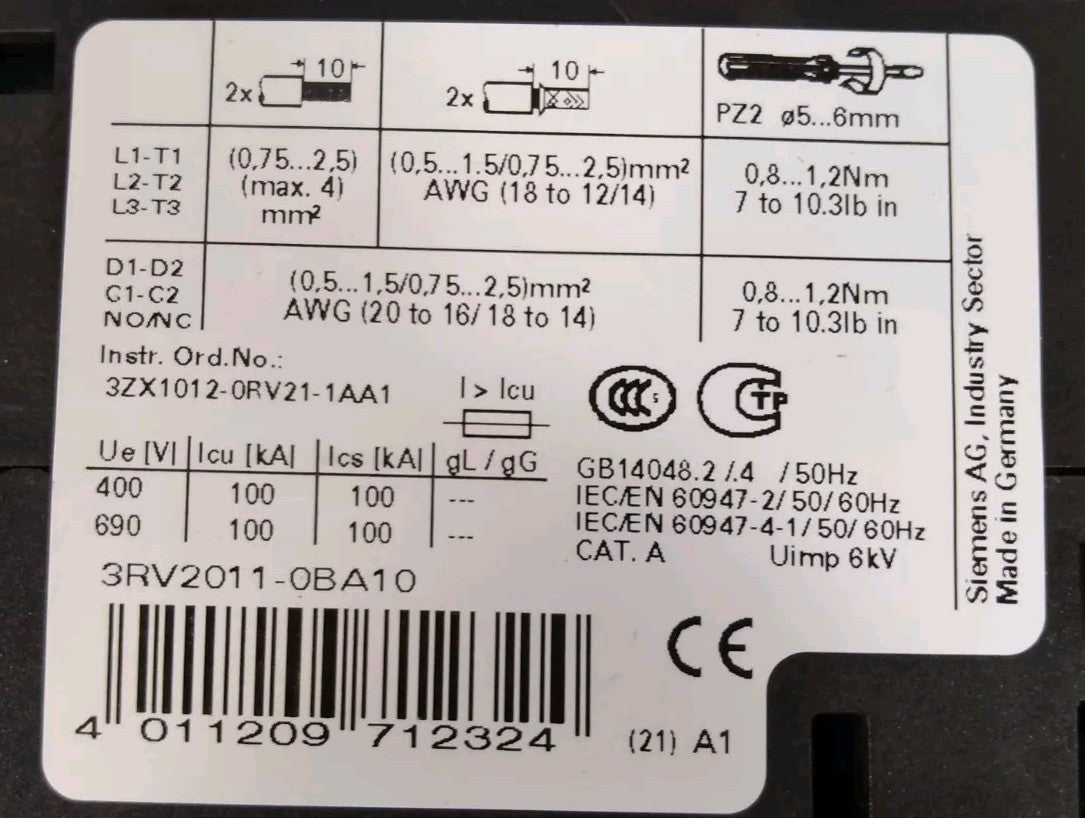 10
2x
10
2x
PZ2 ø5...6mm
L1-T1
L2-T2
L3-T3
(0,75...2,5)
(max. 4)
mm²
(0,5...1.5/0,75...2,5)mm²
AWG (18 to 12/14)
0,8...1,2Nm
7 to 10.3lb in
D1-D2
C1-C2
NO/NC
(0,5...1,5/0,75...2,5)mm²
AWG (20 to 16/ 18 to 14)
0,8...1,2Nm
7 to 10.3lb in
Instr. Ord.No.:
3ZX1012-0RV21-1AA1
I > Icu
Ue [V] Icu [kA] Ics [kA] gL / gG
400 100 100 ---
690 100 100 ---
CCC S
C TP
GB14048.2 /.4 / 50Hz
IEC/EN 60947-2/ 50/ 60Hz
IEC/EN 60947-4-1/ 50/ 60Hz
CAT. A Uimp 6kV
3RV2011-0BA10
4 011209 712324
CE
(21) A1
Siemens AG, Industry Sector
Made in Germany